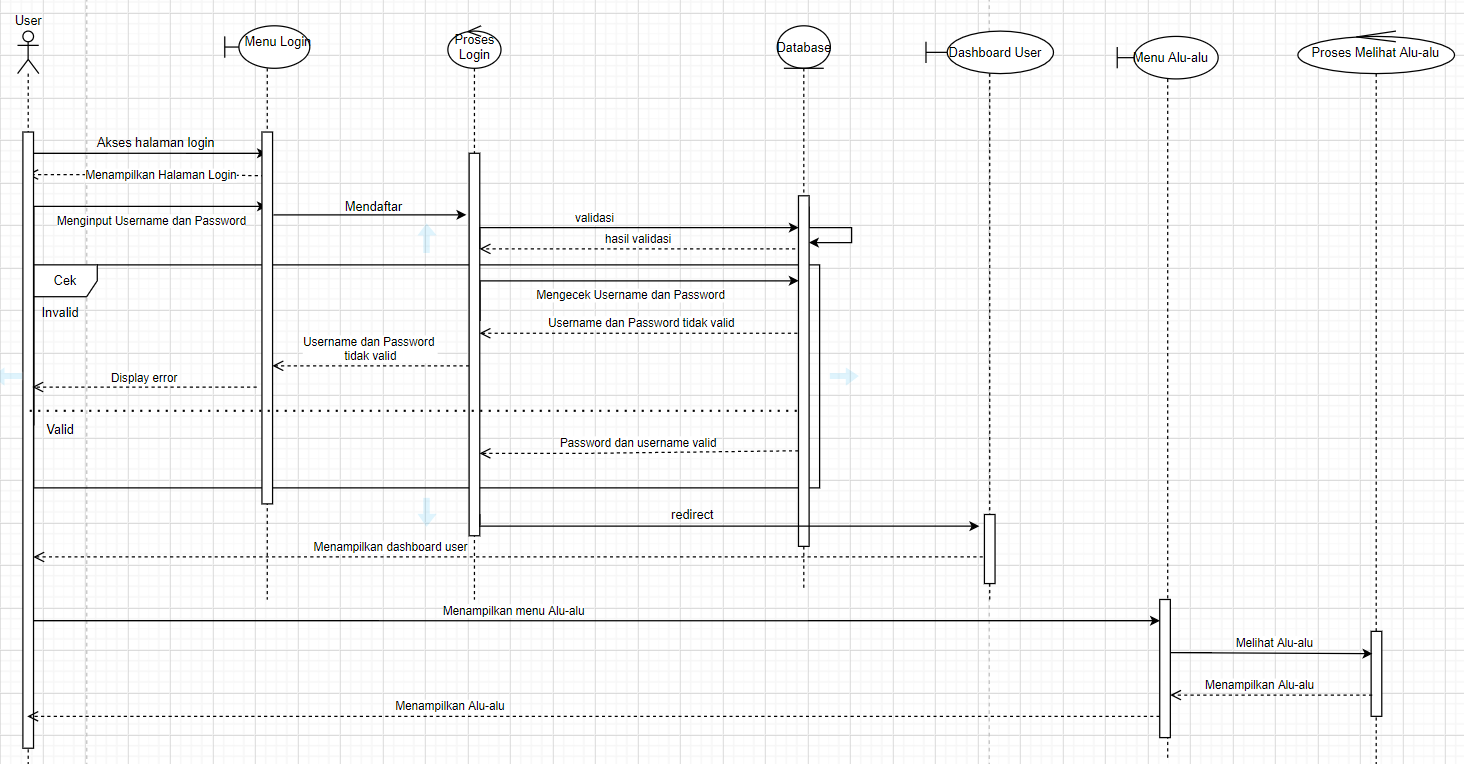 User
Menu Login
Proses
Login
Database
Dashboard User
Menu Alu-alu
Proses Melihat Alu-alu
Akses halaman login
Menampilkan Halaman Login
Menginput Username dan Password
Mendaftar
validasi
hasil validasi
Cek
Mengecek Username dan Password
Invalid
Username dan Password tidak valid
Username dan Password
tidak valid
Display error
Valid
Password dan username valid
redirect
Menampilkan dashboard user
Menampilkan menu Alu-alu
Melihat Alu-alu
Menampilkan Alu-alu
Menampilkan Alu-alu